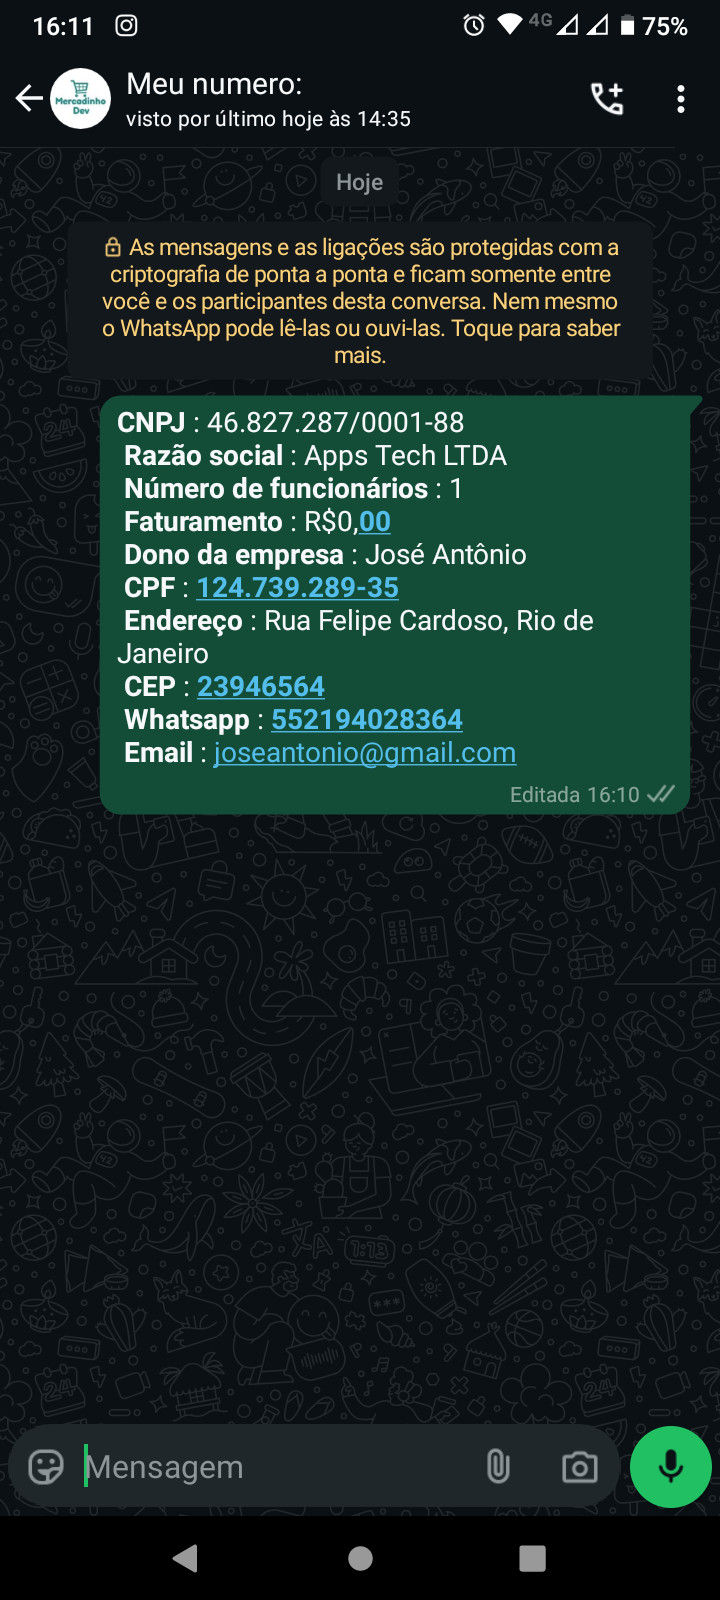 16:11 4G 75%
Mercadinho
Dev
Meu numero:
visto por último hoje às 14:35
Hoje
As mensagens e as ligações são protegidas com a
criptografia de ponta a ponta e ficam somente entre
você e os participantes desta conversa. Nem mesmo
o WhatsApp pode lê-las ou ouvi-las. Toque para saber
mais.
CNPJ : 46.827.287/0001-88
Razão social : Apps Tech LTDA
Número de funcionários : 1
Faturamento : R$0,00
Dono da empresa : José Antônio
CPF : 124.739.289-35
Endereço : Rua Felipe Cardoso, Rio de
Janeiro
CEP : 23946564
Whatsapp : 552194028364
Email : joseantonio@gmail.com
Editada 16:10
Mensagem